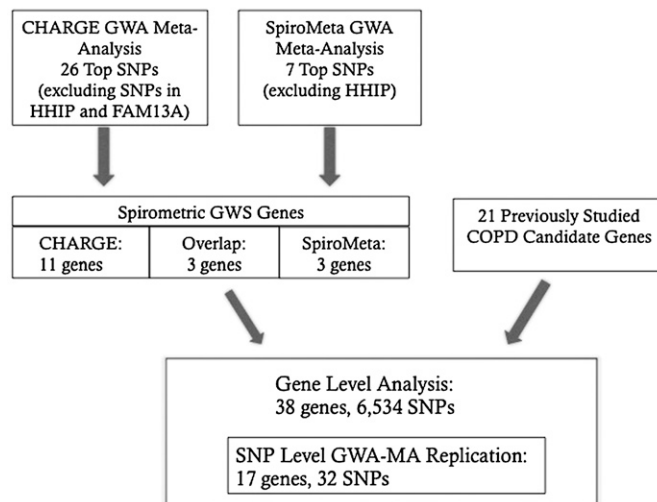 CHARGE GWA Meta-
Analysis
26 Top SNPs
(excluding SNPs in
HHIP and FAM13A)
SpiroMeta GWA
Meta-Analysis
7 Top SNPs
(excluding HHIP)
Spirometric GWS Genes
CHARGE:
11 genes
Overlap:
3 genes
SpiroMeta:
3 genes
21 Previously Studied
COPD Candidate Genes
Gene Level Analysis:
38 genes, 6,534 SNPs
SNP Level GWA-MA Replication:
17 genes, 32 SNPs